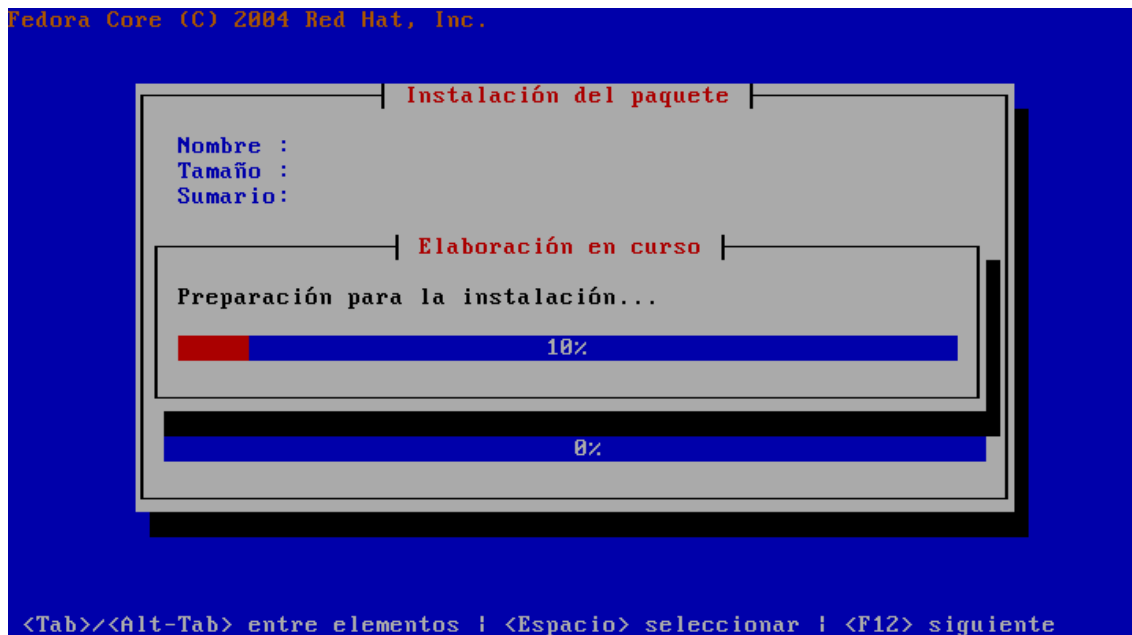 Fedora Core (C) 2004 Red Hat, Inc.
Instalación del paquete
Nombre :
Tamaño :
Sumario:
Elaboración en curso
Preparación para la instalación...
10%
0%
<Tab>/<Alt-Tab> entre elementos | <Espacio> seleccionar | <F12> siguiente